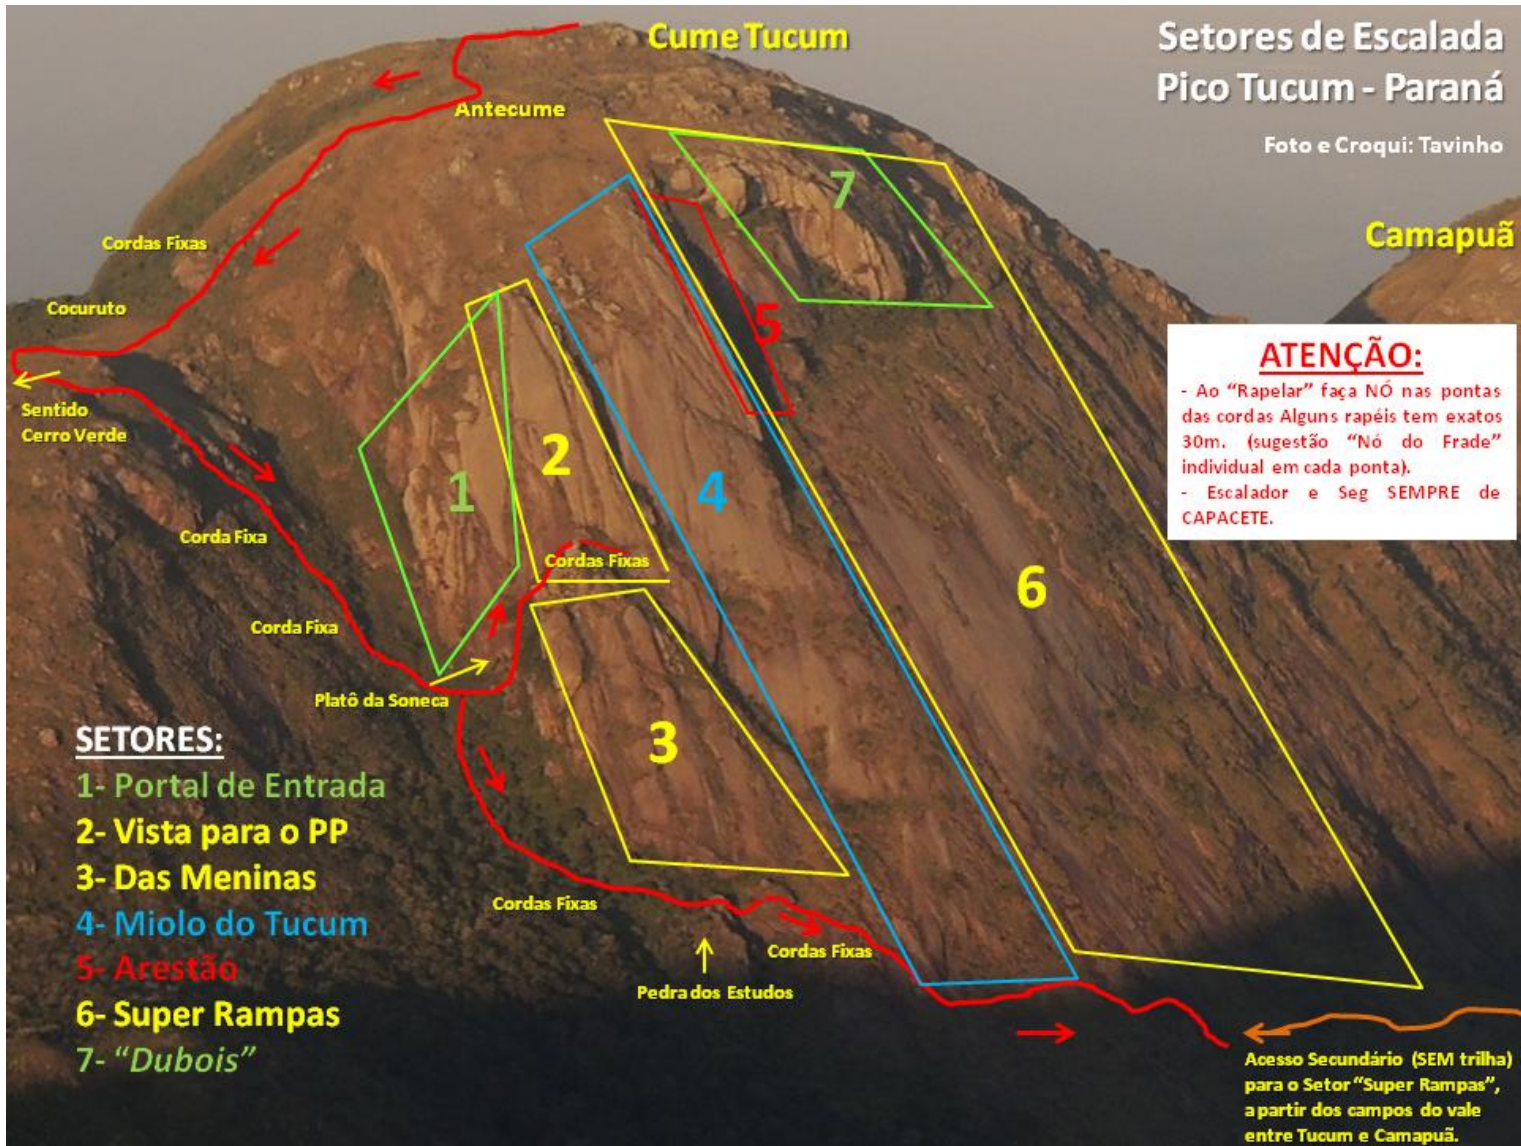 Cume Tucum
Setores de Escalada
Pico Tucum - Paraná
Foto e Croqui: Tavinho
Antecume
Camapuã
Cordas Fixas
Cocuruto
Sentido
Cerro Verde
Corda Fixa
Corda Fixa
Platô da Soneca
Cordas Fixas
1
2
3
4
5
6
7
ATENÇÃO:
- Ao “Rapelar” faça NÓ nas pontas
das cordas Alguns rapéis tem exatos
30m. (sugestão “Nó do Frade”
individual em cada ponta).
- Escalador e Seg SEMPRE de
CAPACETE.
SETORES:
1- Portal de Entrada
2- Vista para o PP
3- Das Meninas
4- Miolo do Tucum
5- Arestão
6- Super Rampas
7- “Dubois”
Cordas Fixas
Cordas Fixas
Pedra dos Estudos
Acesso Secundário (SEM trilha)
para o Setor “Super Rampas”,
a partir dos campos do vale
entre Tucum e Camapuã.